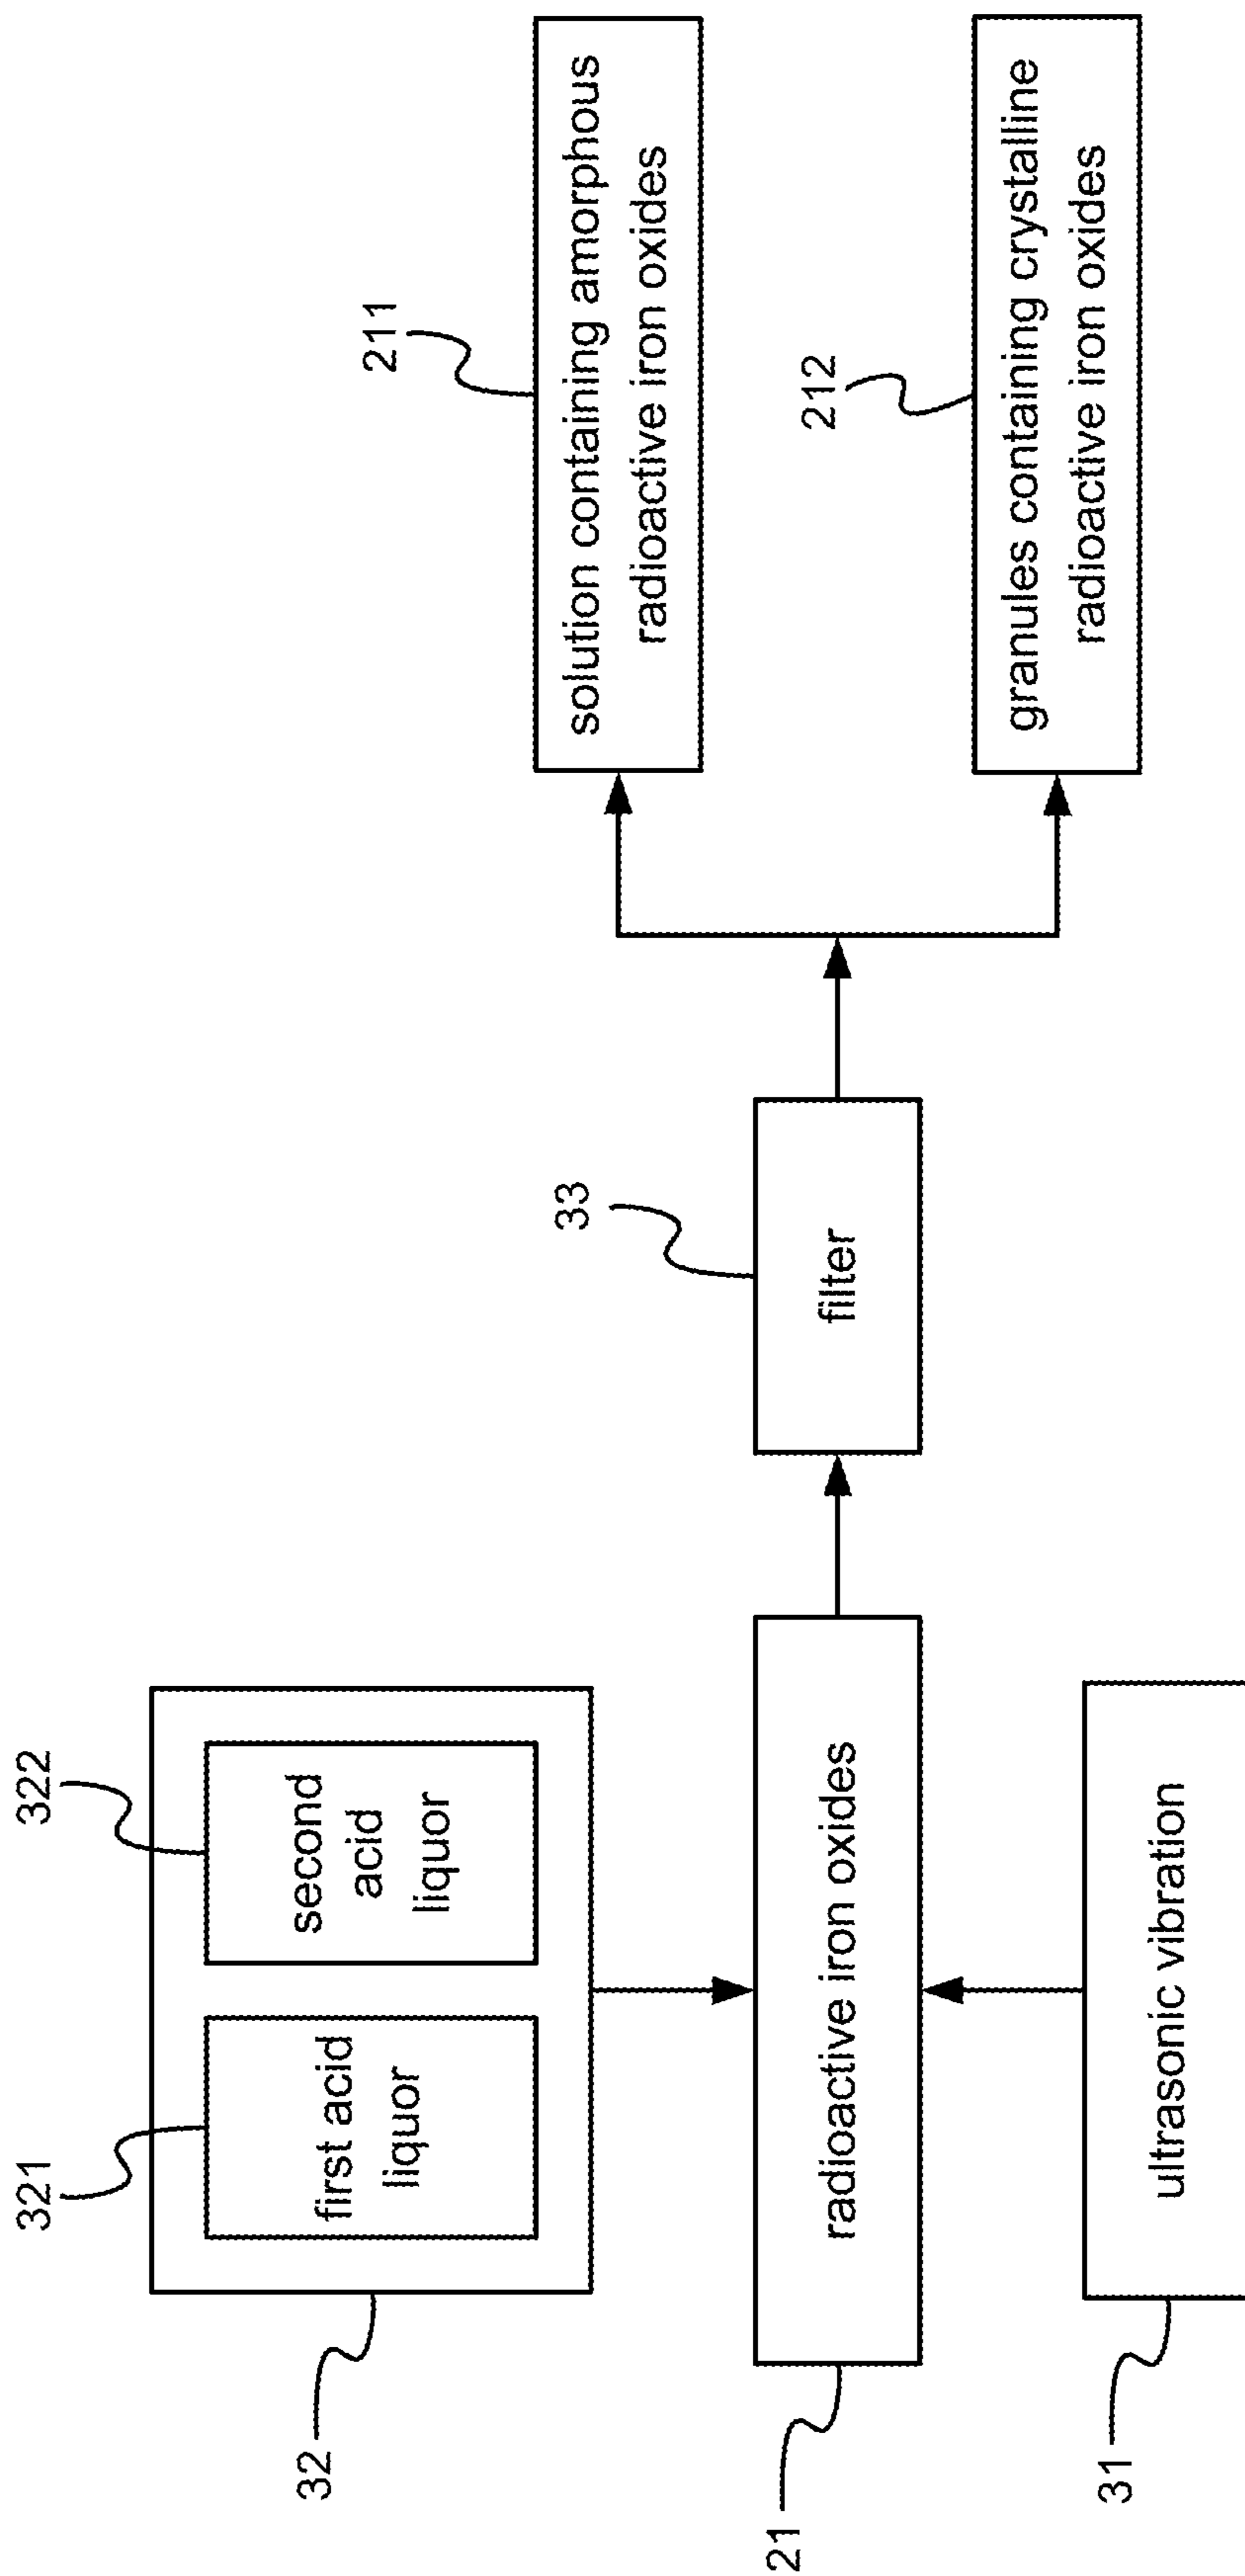 322
second
acid
liquor
321
first acid
liquor
32
211
solution containing amorphous
radioactive iron oxides
33
filter
radioactive iron oxides
21
212
granules containing crystalline
radioactive iron oxides
ultrasonic vibration
31